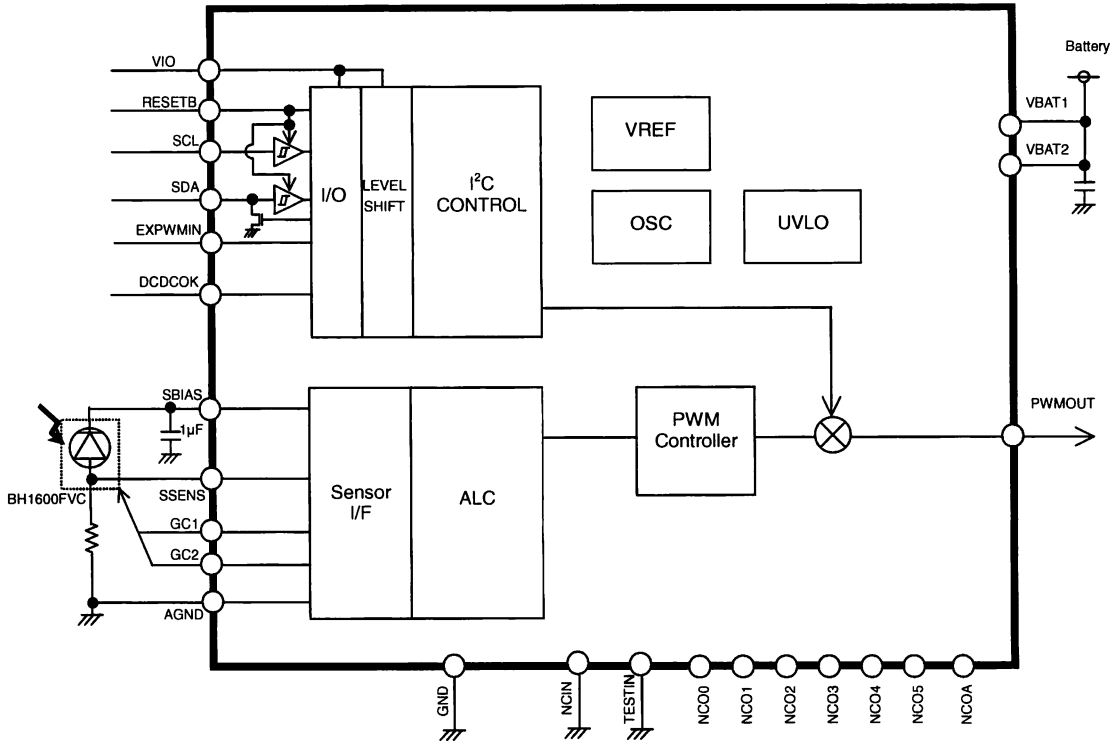 Battery
VIO
RESETB
VBAT1
VREF
SCL
VBAT2
SDA
I/O
LEVEL
SHIFT
I²C
CONTROL
OSC
UVLO
EXPWMIN
DCDCOK
SBIAS
1µF
PWM
Controller
PWMOUT
BH1600FVC
SSENS
Sensor
I/F
ALC
GC1
GC2
AGND
GND
NCIN
TESTIN
NCO0
NCO1
NCO2
NCO3
NCO4
NCO5
NCOA